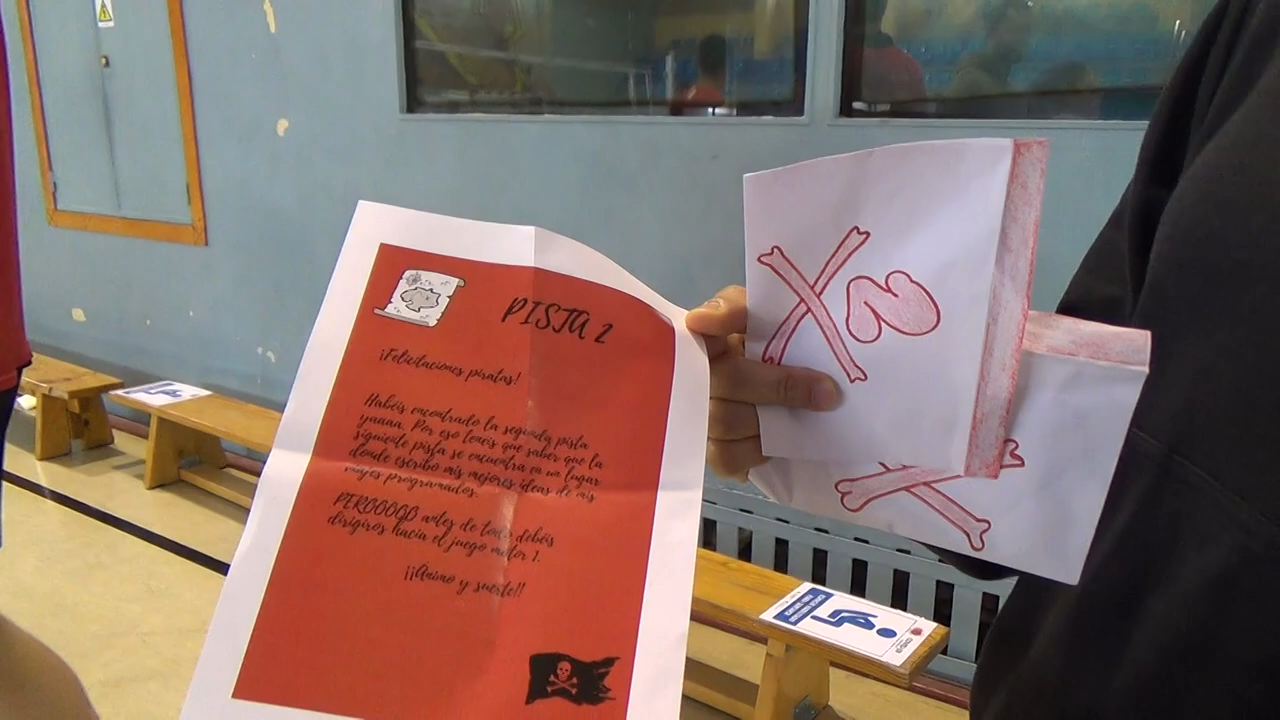 PISTA 2
¡Felicitaciones piratas!
Habéis encontrado la segunda pista
yaaaa. Por eso tenéis que saber que la
siguiente pista se encuentra en un lugar
donde escribo mis mejores ideas de mis
viajes programados.
PEROOOOO antes de todo debéis
dirigiros hacia el juego motor 1.
¡¡Animo y suerte!!